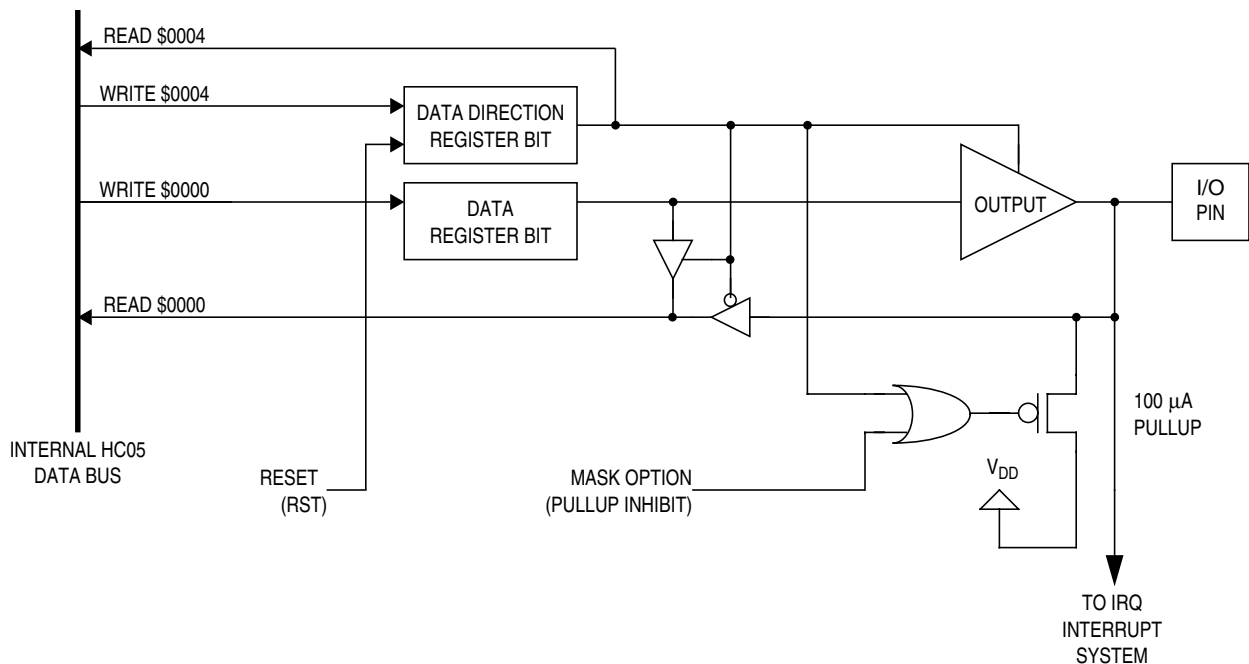 READ $0004
WRITE $0004
DATA DIRECTION
REGISTER BIT
WRITE $0000
DATA
REGISTER BIT
OUTPUT
I/O
PIN
READ $0000
100 μA
PULLUP
INTERNAL HC05
DATA BUS
RESET
(RST)
MASK OPTION
(PULLUP INHIBIT)
VDD
TO IRQ
INTERRUPT
SYSTEM